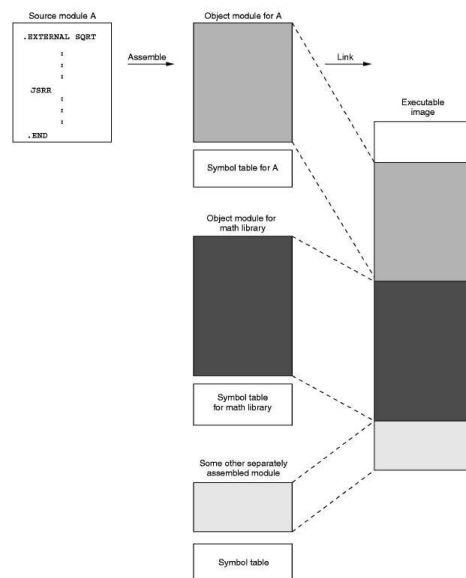 Source module A
.EXTERNAL SQRT
:
:
:
JSRR
:
:
:
.END
Assemble
Object module for A
Symbol table for A
Link
Executable
image
Object module for
math library
Symbol table
for math library
Some other separately
assembled module
Symbol table